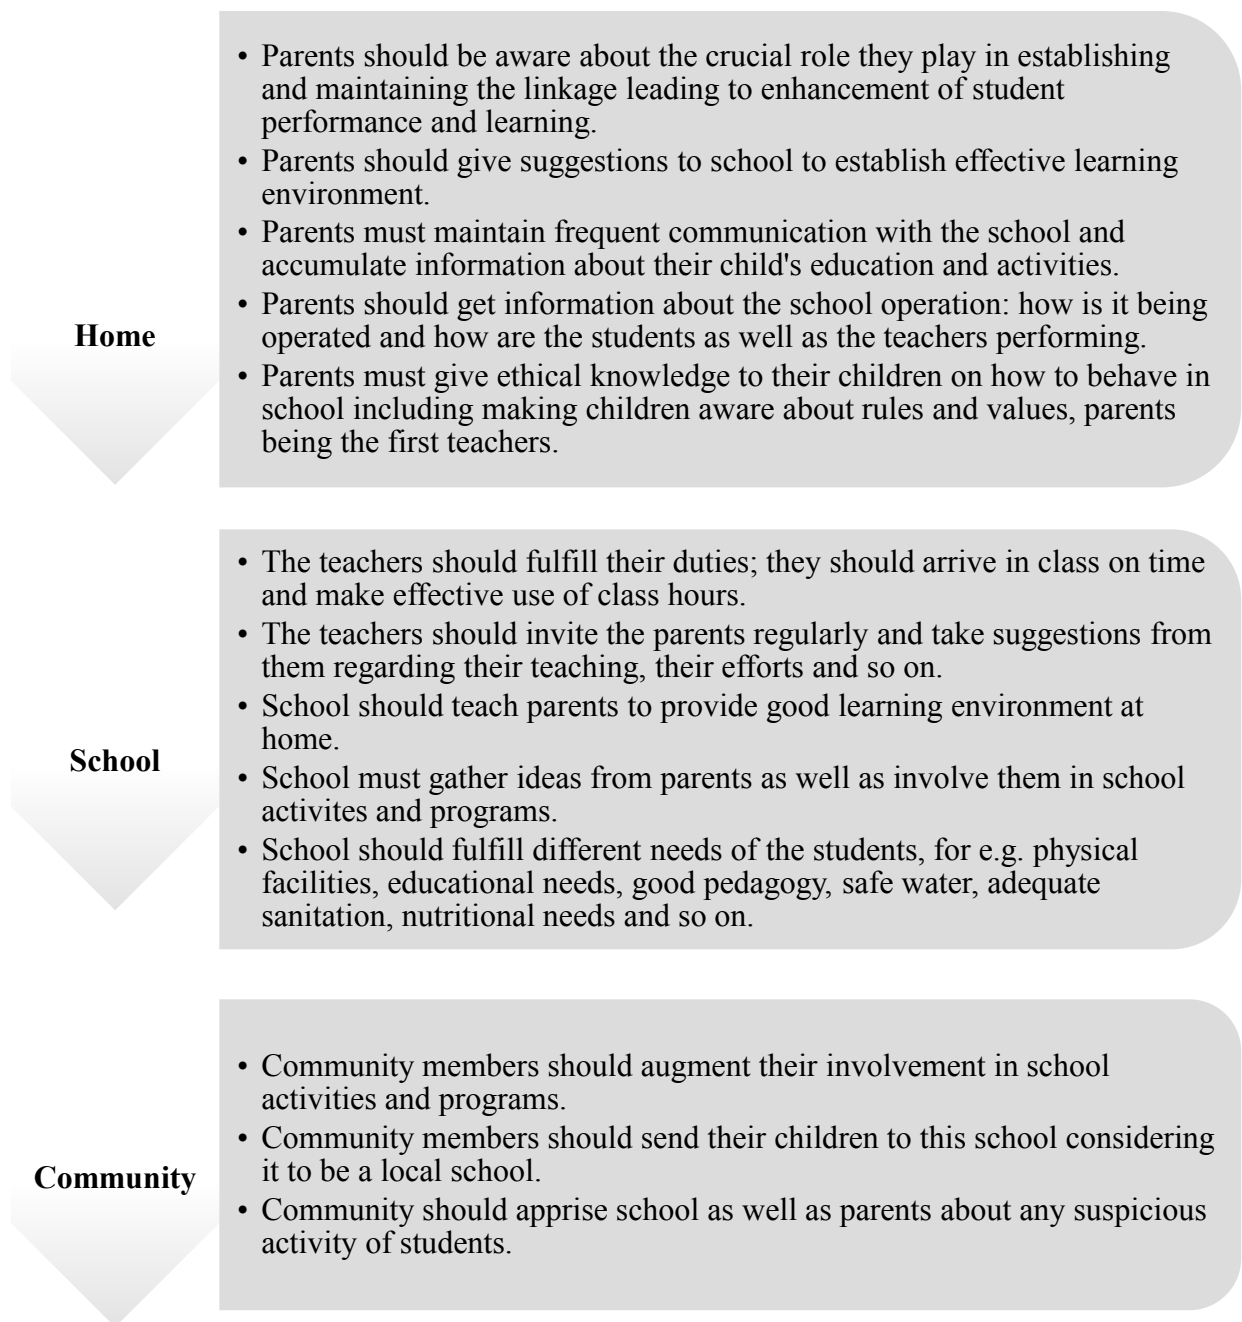 Home
• Parents should be aware about the crucial role they play in establishing
and maintaining the linkage leading to enhancement of student
performance and learning.
• Parents should give suggestions to school to establish effective learning
environment.
• Parents must maintain frequent communication with the school and
accumulate information about their child's education and activities.
• Parents should get information about the school operation: how is it being
operated and how are the students as well as the teachers performing.
• Parents must give ethical knowledge to their children on how to behave in
school including making children aware about rules and values, parents
being the first teachers.
School
• The teachers should fulfill their duties; they should arrive in class on time
and make effective use of class hours.
• The teachers should invite the parents regularly and take suggestions from
them regarding their teaching, their efforts and so on.
• School should teach parents to provide good learning environment at
home.
• School must gather ideas from parents as well as involve them in school
activites and programs.
• School should fulfill different needs of the students, for e.g. physical
facilities, educational needs, good pedagogy, safe water, adequate
sanitation, nutritional needs and so on.
Community
• Community members should augment their involvement in school
activities and programs.
• Community members should send their children to this school considering
it to be a local school.
• Community should apprise school as well as parents about any suspicious
activity of students.